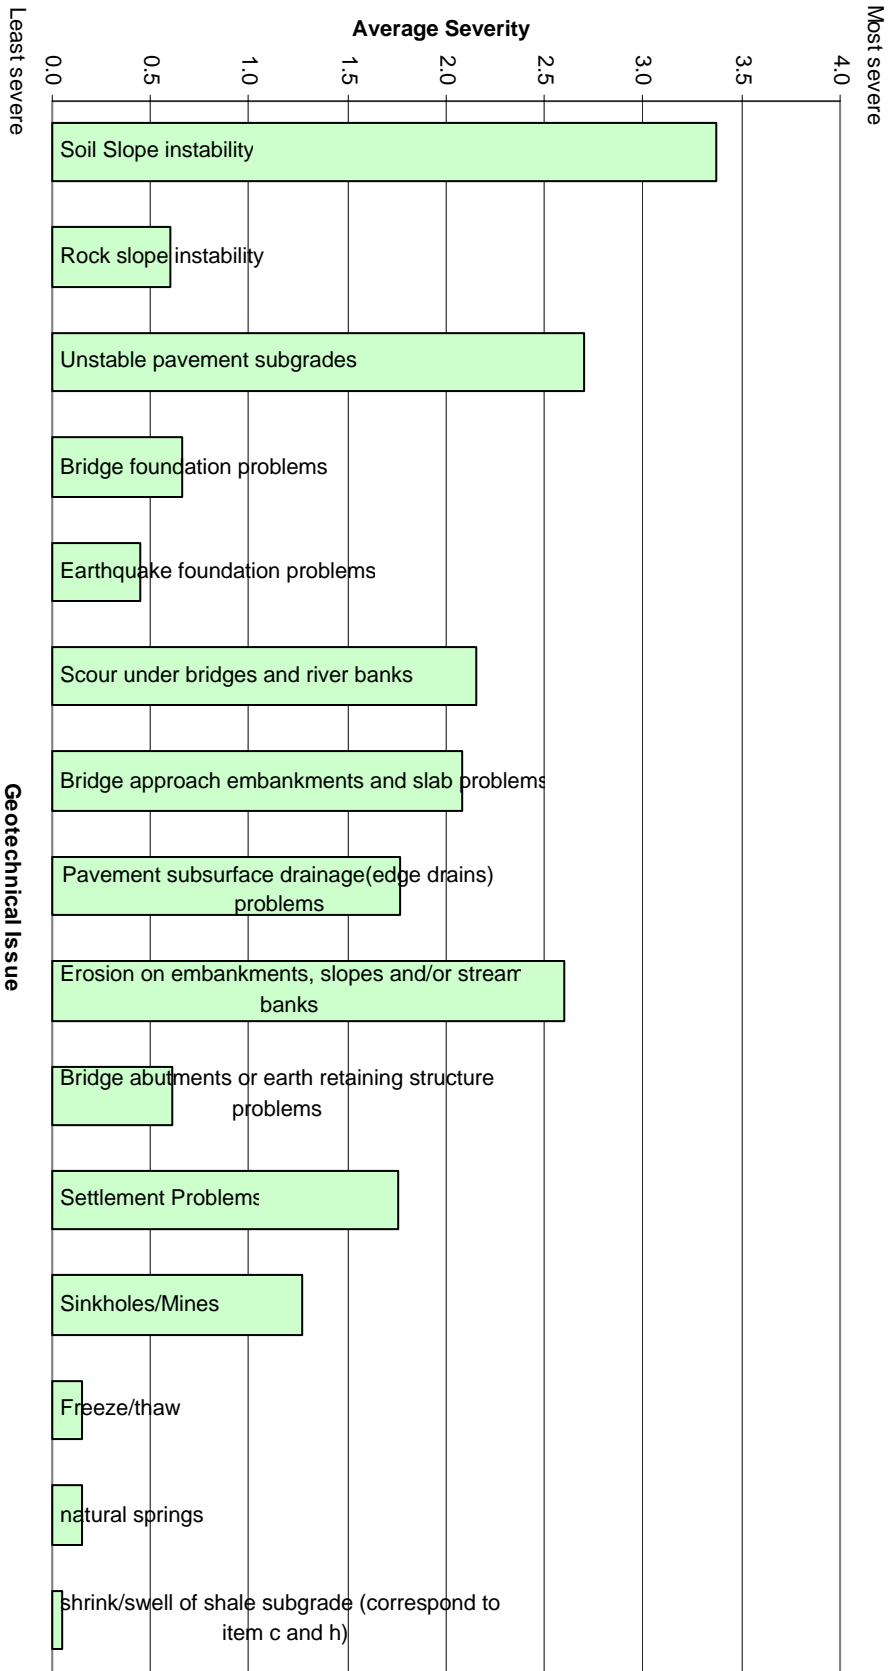 Most severe
Least severe
Average Severity
0.0
0.5
1.0
1.5
2.0
2.5
3.0
3.5
4.0
Soil Slope instability
Rock slope instability
Unstable pavement subgrades
Bridge foundation problems
Earthquake foundation problems
Scour under bridges and river banks
Bridge approach embankments and slab problems
Pavement subsurface drainage(edge drains)
problems
Erosion on embankments, slopes and/or stream
banks
Bridge abutments or earth retaining structure
problems
Settlement Problems
Sinkholes/Mines
Freeze/thaw
natural springs
shrink/swell of shale subgrade (correspond to
item c and h)
Geotechnical Issue